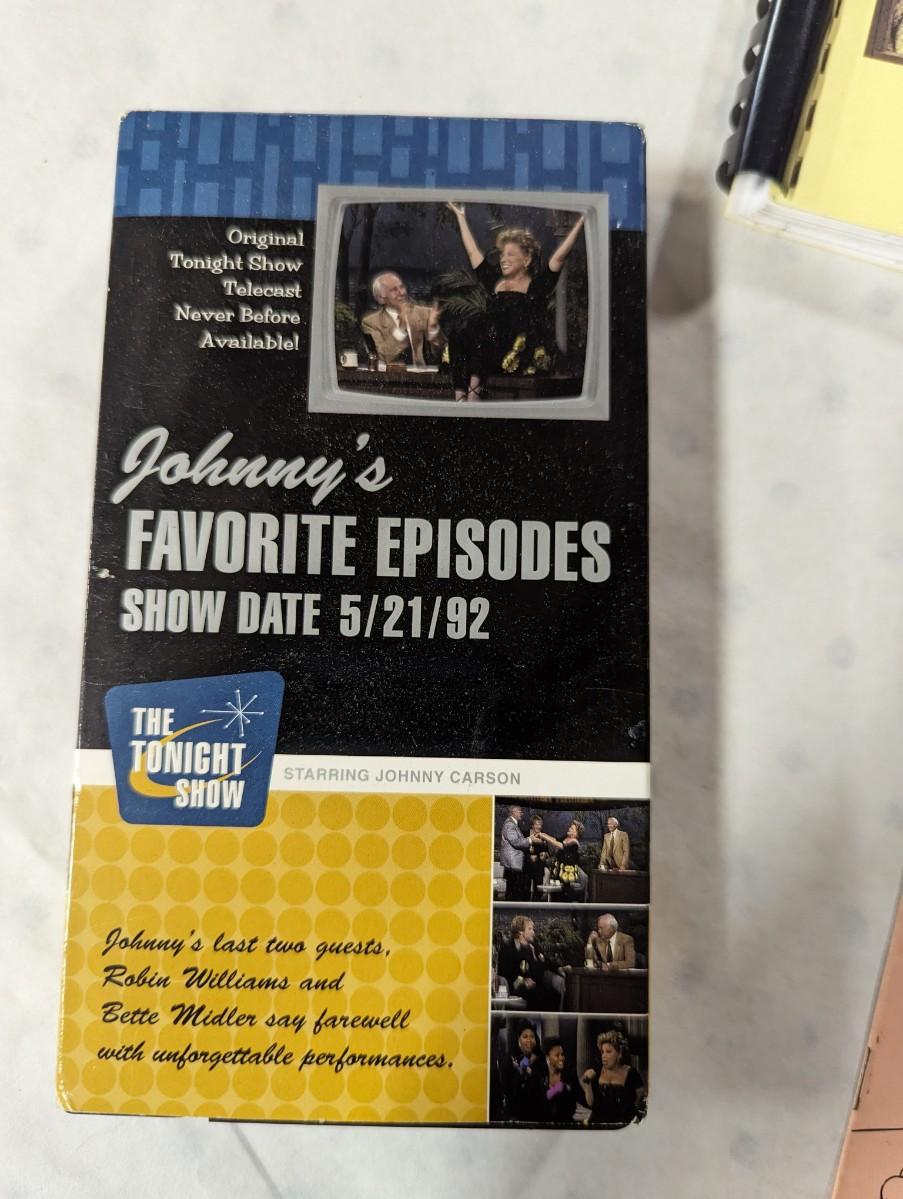 Original
Tonight Show
Telecast
Never Before
Available!
Johnny's
FAVORITE EPISODES
SHOW DATE 5/21/92
THE
TONIGHT
SHOW
STARRING JOHNNY CARSON
Johnny's last two guests,
Robin Williams and
Bette Midler say farewell
with unforgettable performances.